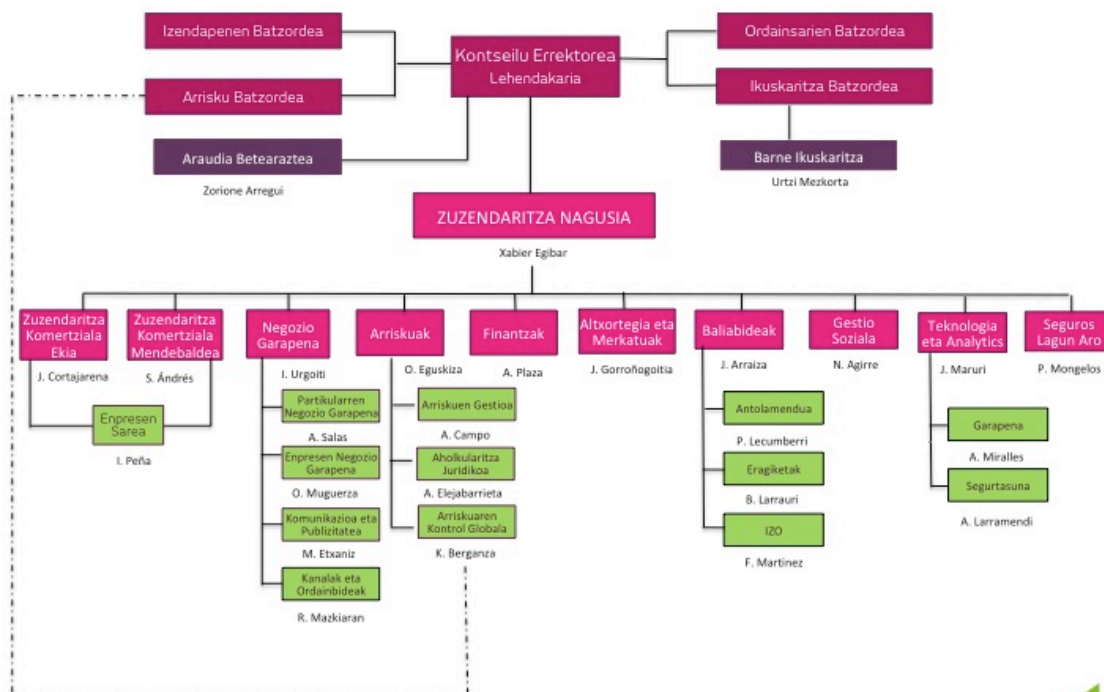 Izendapenen Batzordea
Kontseilu Errektorea
Lehendakaria
Ordainsarien Batzordea
Arrisku Batzordea
Ikuskaritza Batzordea
Araudia Betearaztea
Zorione Arregui
Barne Ikuskaritza
Urtzi Mezkorta
ZUZENDARITZA NAGUSIA
Xabier Egibar
Zuzendaritza
Komertziala
Ekia
J. Cortajarena
Zuzendaritza
Komertziala
Mendebaldea
S. Ándrés
Enpresen
Sarea
I. Peña
Negozio
Garapena
I. Urgoiti
Partikularren
Negozio Garapena
A. Salas
Enpresen Negozio
Garapena
O. Muguerza
Komunikazioa eta
Publizitatea
M. Etxaniz
Kanalak eta
Ordainbideak
R. Mazkiaran
Arriskuak
O. Eguskiza
Arriskuen Gestioa
A. Campo
Aholkularitza
Juridikoa
A. Elejabarrieta
Arriskuaren
Kontrol Globala
K. Berganza
Finantzak
A. Plaza
Altxortegia eta
Merkatuak
J. Gorroñogoitia
Baliabideak
J. Arraiza
Antolamendua
P. Lecumberri
Eragiketak
B. Larrauri
IZO
F. Martinez
Gestio
Soziala
N. Agirre
Teknologia
eta Analytics
J. Maruri
Garapena
A. Miralles
Segurtasuna
A. Larramendi
Seguros
Lagun Aro
P. Mongelos